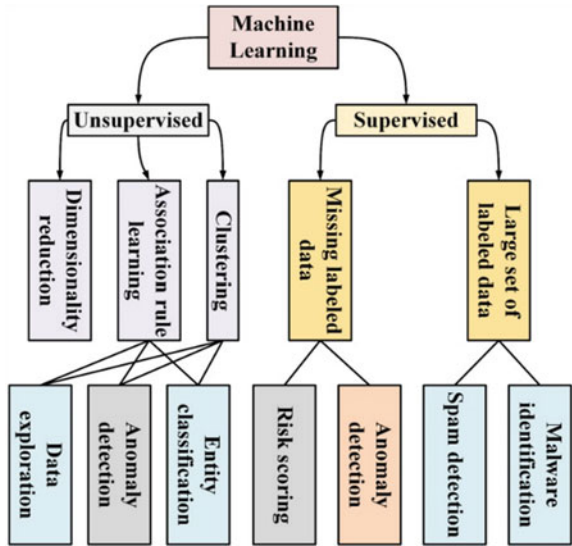 Machine
Learning
Unsupervised
Supervised
Dimensionality
reduction
Association rule
learning
Clustering
Missing labeled
data
Large set of
labeled data
Data
exploration
Anomaly
detection
Entity
classification
Risk scoring
Anomaly
detection
Spam detection
Malware
identification